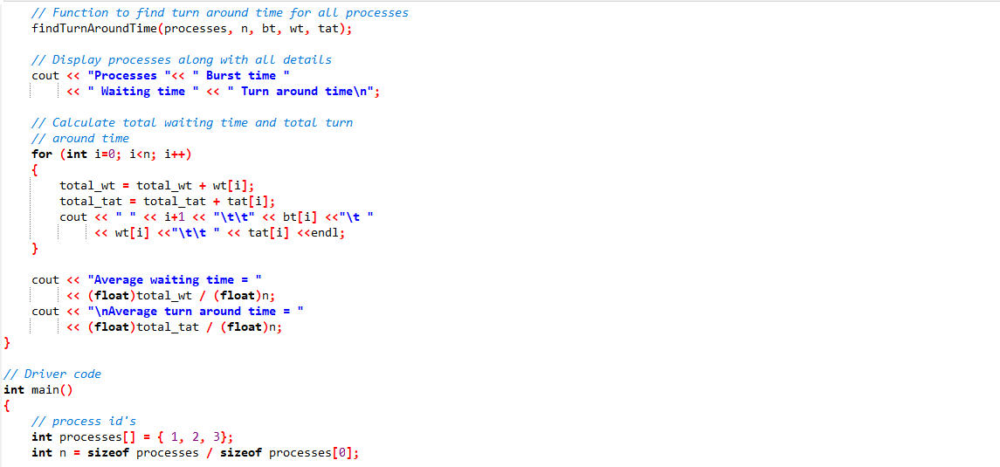 // Function to find turn around time for all processes
findTurnAroundTime(processes, n, bt, wt, tat);
// Display processes along with all details
cout << "Processes "<< " Burst time "
<< " Waiting time " << " Turn around time\n";
// Calculate total waiting time and total turn
// around time
for (int i=0; i<n; i++)
{
total_wt = total_wt + wt[i];
total_tat = total_tat + tat[i];
cout << " " << i+1 << "\t\t" << bt[i] <<"\t "
<< wt[i] <<"\t\t " << tat[i] <<endl;
}
cout << "Average waiting time = "
<< (float)total_wt / (float)n;
cout << "\nAverage turn around time = "
<< (float)total_tat / (float)n;
}
// Driver code
int main()
{
// process id's
int processes[] = { 1, 2, 3};
int n = sizeof processes / sizeof processes[0];